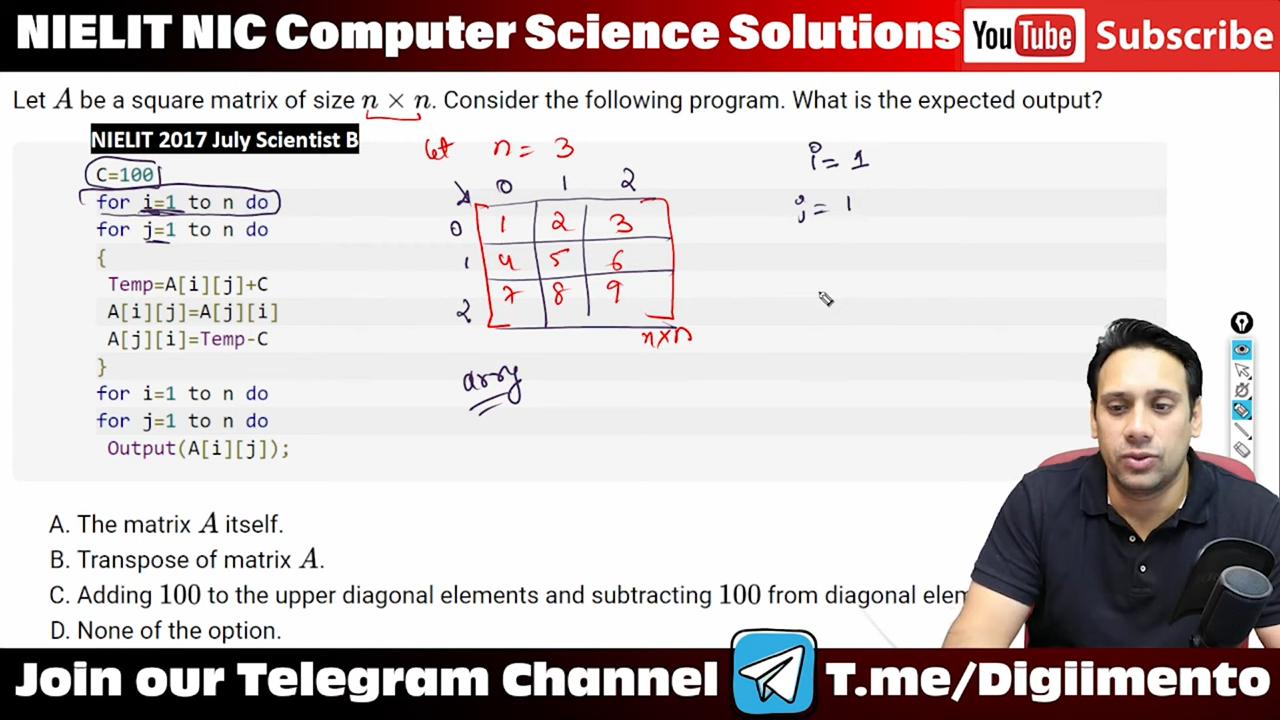 NIELIT NIC Computer Science Solutions YouTube Subscribe
Let A be a square matrix of size n × n. Consider the following program. What is the expected output?
NIELIT 2017 July Scientist B
let n = 3
i = 1
C=100
0 1 2
for i=1 to n do
j = 1
0 1 2 3
for j=1 to n do
{
1 4 5 6
Temp=A[i][j]+C
2 7 8 9
A[i][j]=A[j][i]
A[j][i]=Temp-C
n×n
}
array
for i=1 to n do
for j=1 to n do
Output(A[i][j]);
A. The matrix A itself.
B. Transpose of matrix A.
C. Adding 100 to the upper diagonal elements and subtracting 100 from diagonal elem
D. None of the option.
Join our Telegram Channel T.me/Digiimento